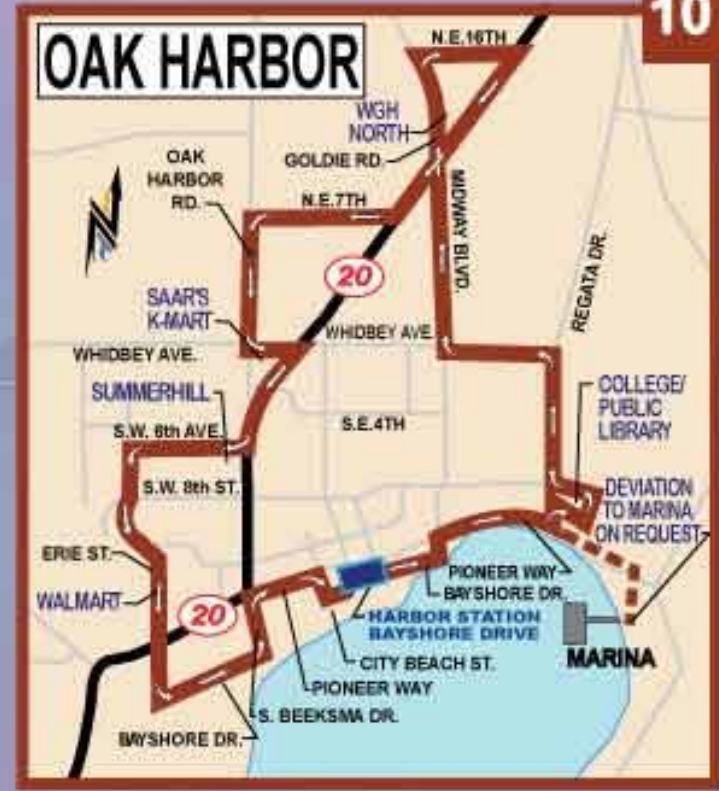 10
OAK HARBOR
N.E.16TH
WGH
NORTH
GOLDIE RD.
OAK
HARBOR
RD.
N.E.7TH
MIDWAY BLVD.
REGATA DR.
20
SAAR'S
K-MART
WHIDBEY AVE.
WHIDBEY AVE.
SUMMERHILL
COLLEGE/
PUBLIC
LIBRARY
S.E.4TH
S.W. 6th AVE.
S.W. 8th ST.
DEVIATION
TO MARINA
ON REQUEST
ERIE ST.
PIONEER WAY
BAYSHORE DR.
WALMART
20
HARBOR STATION
BAYSHORE DRIVE
MARINA
CITY BEACH ST.
PIONEER WAY
S. BEEKSMA DR.
BAYSHORE DR.
N